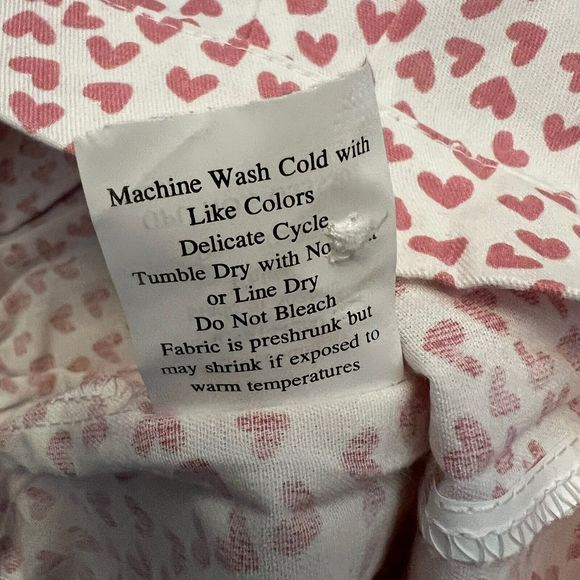 Machine Wash Cold with
Like Colors
Delicate Cycle
Tumble Dry with No
or Line Dry
Do Not Bleach
Fabric is preshrunk but
may shrink if exposed to
warm temperatures